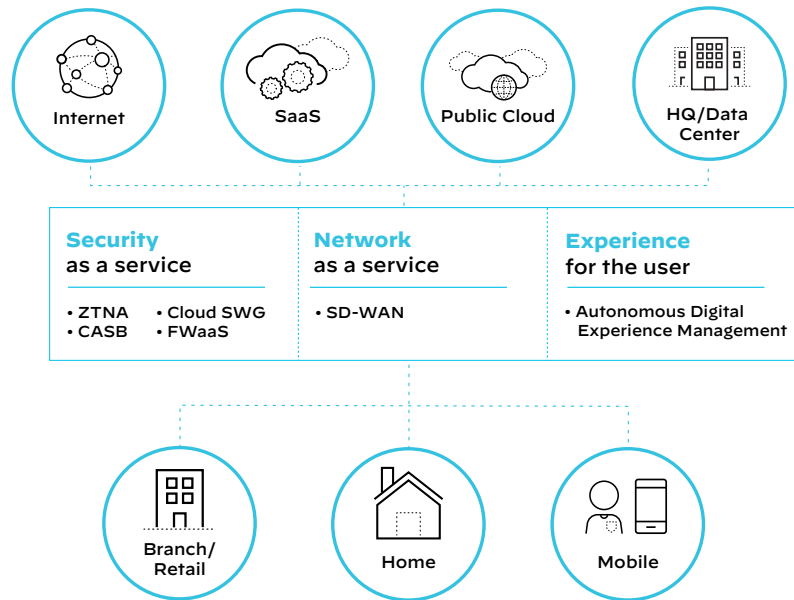 Internet
SaaS
Public Cloud
HQ/Data
Center
Security
as a service
• ZTNA
• CASB
• Cloud SWG
• FWaaS
Network
as a service
• SD-WAN
Experience
for the user
• Autonomous Digital
Experience Management
Branch/
Retail
Home
Mobile